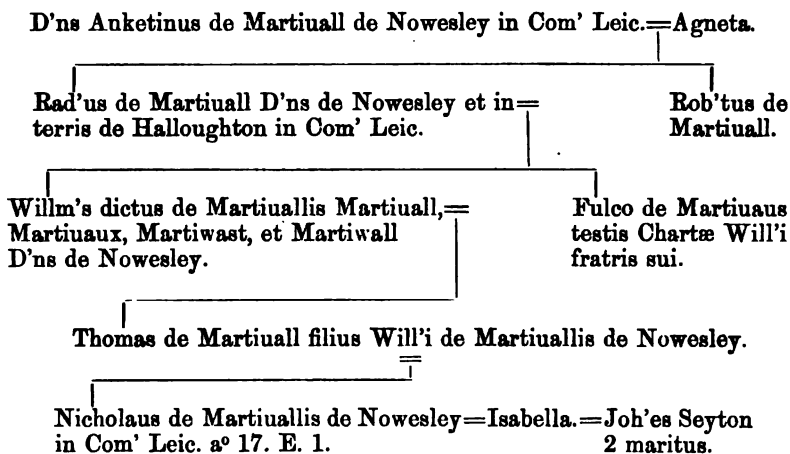 D'ns Anketinus de Martiuall de Nowesley in Com' Leic.=Agneta.
Rad'us de Martiuall D'ns de Nowesley et in=
terris de Halloughton in Com' Leic.
Rob'tus de
Martiuall.
Willm's dictus de Martiuallis Martiuall,=
Martiuaux, Martiwast, et Martiwall
D'ns de Nowesley.
Fulco de Martiuaus
testis Chartæ Will'i
fratris sui.
Thomas de Martiuall filius Will'i de Martiuallis de Nowesley.
=
Nicholaus de Martiuallis de Nowesley=Isabella.=Joh'es Seyton
in Com' Leic. aº 17. E. 1.
2 maritus.